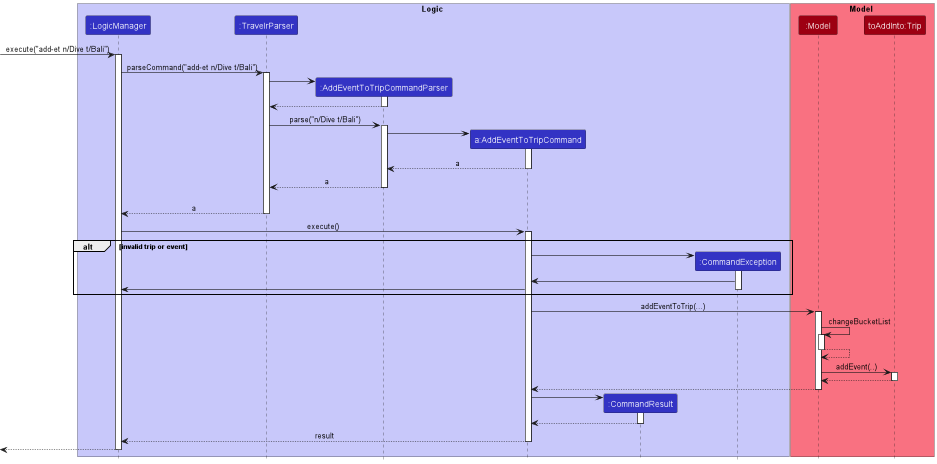 Logic
Model
:LogicManager
:TravelrParser
:Model
toAddInto:Trip
execute("add-et n/Dive t/Bali")
parseCommand("add-et n/Dive t/Bali")
:AddEventToTripCommandParser
parse("n/Dive t/Bali")
a:AddEventToTripCommand
a
a
a
execute()
alt
[invalid trip or event]
:CommandException
addEventToTrip(...)
changeBucketList
addEvent(..)
:CommandResult
result